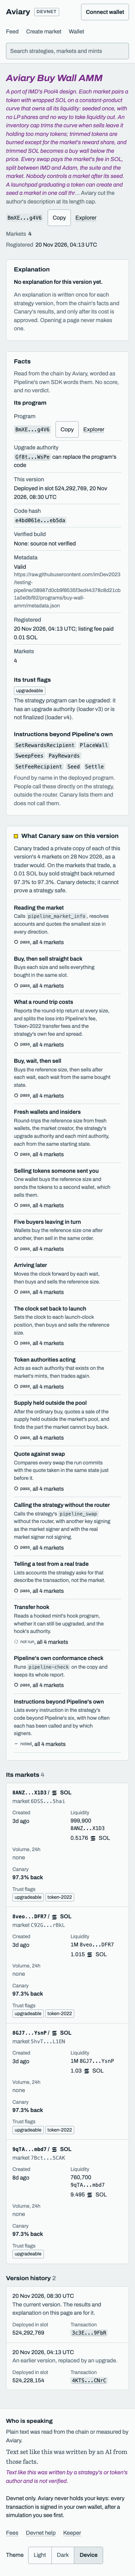 Aviary DEVNET Connect wallet
Feed Create market Wallet
Search strategies, markets and mints
Aviary Buy Wall AMM
A part of IMD's PooIX design. Each market pairs a
token with wrapped SOL on a constant-product
curve that owns all its liquidity: seeded once, with
no LP shares and no way to take liquidity out. An
inventory cap trims the curve when sells leave it
holding too many tokens; trimmed tokens are
burned except for the reward share, and the
trimmed SOL becomes a buy wall below the
price. Every swap pays the market's fee in SOL,
split between IMD and Adam, the suite and the
market. Nobody controls a market after its seed.
A launchpad graduating a token can create and
seed a market in one call thr… Aviary cut the
author's description to fit its cap.
BmXE...g4V6 Copy Explorer
Markets 4
Registered 20 Nov 2026, 04:13 UTC
Explanation
No explanation for this version yet.
An explanation is written once for each
strategy version, from the chain's facts and
Canary's results, and only after its cost is
approved. Opening a page never makes
one.
Facts
Read from the chain by Aviary, worded as
Pipeline's own SDK words them. No score,
and no verdict.
Its program
Program
BmXE...g4V6 Copy Explorer
Upgrade authority
Gf8t...WsPe can replace the program's
code
This version
Deployed in slot 524,292,769, 20 Nov
2026, 08:30 UTC
Code hash
e4bd061e...eb5da
Verified build
None: source not verified
Metadata
Valid
Registered
20 Nov 2026, 04:13 UTC; listing fee paid
0.01 SOL
Markets
4
Its trust flags
upgradeable
The strategy program can be upgraded: it
has an upgrade authority (loader v3) or is
not finalized (loader v4).
Instructions beyond Pipeline's own
SetRewardsRecipient PlaceWall
SweepFees PayRewards
SetFeeRecipient Seed Settle
Found by name in the strategy program.
People call these directly on the strategy,
outside the router. Canary lists them and
does not call them.
What Canary saw on this version
Canary traded a private copy of each of this
version's 4 markets on 28 Nov 2026, as a
trader would. On the markets that trade, a
0.01 SOL buy sold straight back returned
97.3% to 97.3%. Canary detects; it cannot
prove a strategy safe.
Reading the market
Calls pipeline_market_info, resolves
accounts and quotes the smallest size in
every direction.
pass, all 4 markets
Buy, then sell straight back
Buys each size and sells everything
bought in the same slot.
pass, all 4 markets
What a round trip costs
Reports the round-trip return at every size,
and splits the loss into Pipeline's fee,
Token-2022 transfer fees and the
strategy's own fee and spread.
pass, all 4 markets
Buy, wait, then sell
Buys the reference size, then sells after
each wait, with each wait from the same bought
state.
pass, all 4 markets
Fresh wallets and insiders
Round-trips the reference size from fresh
wallets, the market creator, the strategy's
upgrade authority and each mint authority,
each from the same starting state.
pass, all 4 markets
Selling tokens someone sent you
One wallet buys the reference size and
sends the tokens to a second wallet, which
sells them.
pass, all 4 markets
Five buyers leaving in turn
Wallets buy the reference size one after
another, then sell in the same order.
pass, all 4 markets
Arriving later
Moves the clock forward by each wait,
then buys and sells the reference size.
pass, all 4 markets
The clock set back to launch
Sets the clock to each launch-clock
position, then buys and sells the reference
size.
pass, all 4 markets
Token authorities acting
Acts as each authority that exists on the
market's mints, then trades again.
pass, all 4 markets
Supply held outside the pool
After the ordinary buy, quotes a sale of the
supply outside the market's vaults, and
finds the part the market cannot buy back.
pass, all 4 markets
Quote against swap
Compares every swap the run commits
with the quote taken in the same state just
before it.
pass, all 4 markets
Calling the strategy without the router
Calls the strategy's pipeline_swap
without the router, with another key signing
as the market signer and with the real
market signer not signing.
pass, all 4 markets
Telling a test from a real trade
Lists accounts the strategy asks for that
describe the transaction, not the market.
pass, all 4 markets
Transfer hook
Reads a hooked mint's hook program,
whether it can still be upgraded, and the
hook's authority.
not run, all 4 markets
Pipeline's own conformance check
Runs pipeline-check on the copy and
keeps its whole report.
pass, all 4 markets
Instructions beyond Pipeline's own
Lists every instruction in the strategy's
code beyond Pipeline's six, with how often
each has been called and by which
signers.
noted, all 4 markets
Its markets 4
8ANZ...X1D3 / SOL
market 6DSS...Shai
Created Liquidity
3d ago 999,900
8ANZ...X1D3
0.5176 SOL
Volume, 24h
none
Canary
97.3% back
Trust flags
upgradeable token-2022
8veo...DFR7 / SOL
market C92G...rBkL
Created Liquidity
3d ago 1M 8veo...DFR7
1.015 SOL
Volume, 24h
none
Canary
97.3% back
Trust flags
upgradeable token-2022
8GJ7...YsnP / SOL
market 5hvT...L1EN
Created Liquidity
3d ago 1M 8GJ7...YsnP
1.03 SOL
Volume, 24h
none
Canary
97.3% back
Trust flags
upgradeable token-2022
9qTA...mbd7 / SOL
market 7Bct...5CAK
Created Liquidity
8d ago 760,700
9qTA...mbd7
9.495 SOL
Volume, 24h
none
Canary
97.3% back
Trust flags
upgradeable
Version history 2
20 Nov 2026, 08:30 UTC
The current version. The results and
explanation on this page are for it.
Deployed in slot Transaction
524,292,769 3c3E...9FbR
20 Nov 2026, 04:13 UTC
An earlier version, replaced by an upgrade.
Deployed in slot Transaction
524,228,154 4KTS...CNrC
Who is speaking
Plain text was read from the chain or measured by
Aviary.
Text set like this was written by an AI from
those facts.
Text like this was written by a strategy's or token's
author and is not verified.
Devnet only. Aviary never holds your keys: every
transaction is signed in your own wallet, after a
simulation you see first.
Fees Devnet help Keeper
Theme Light Dark Device